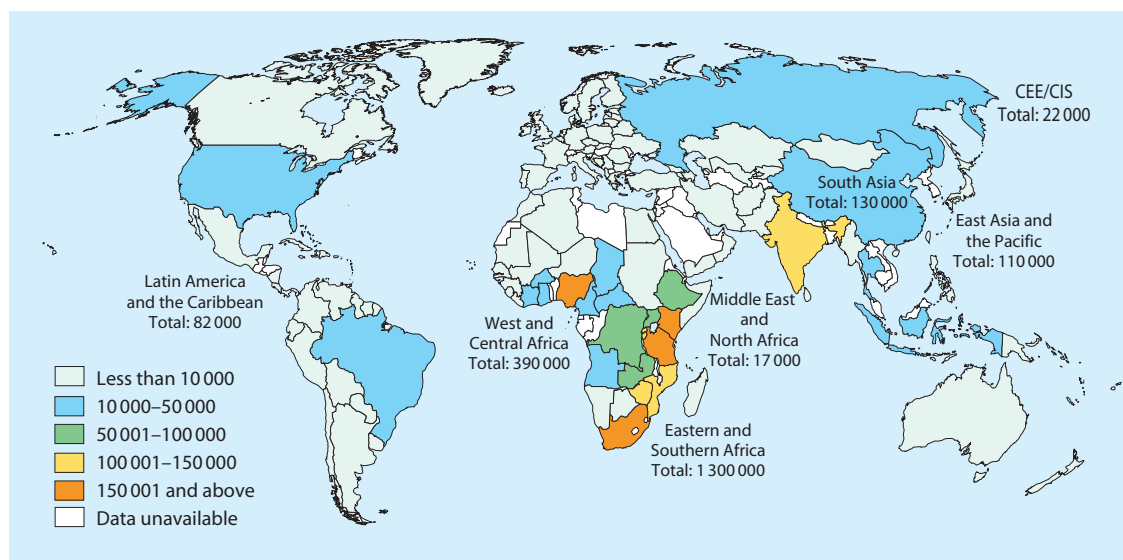 CEE/CIS
Total: 22 000
South Asia
Total: 130 000
East Asia and
the Pacific
Total: 110 000
Latin America
and the Caribbean
Total: 82 000
West and
Central Africa
Total: 390 000
Middle East
and
North Africa
Total: 17 000
Eastern and
Southern Africa
Total: 1 300 000
Less than 10 000
10 000–50 000
50 001–100 000
100 001–150 000
150 001 and above
Data unavailable